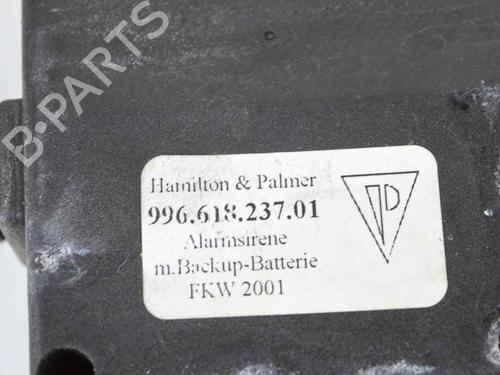 B-PARTS
Hamilton & Palmer
996.618.237.01
Alarmsirene
m.Backup-Batterie
FKW 2001